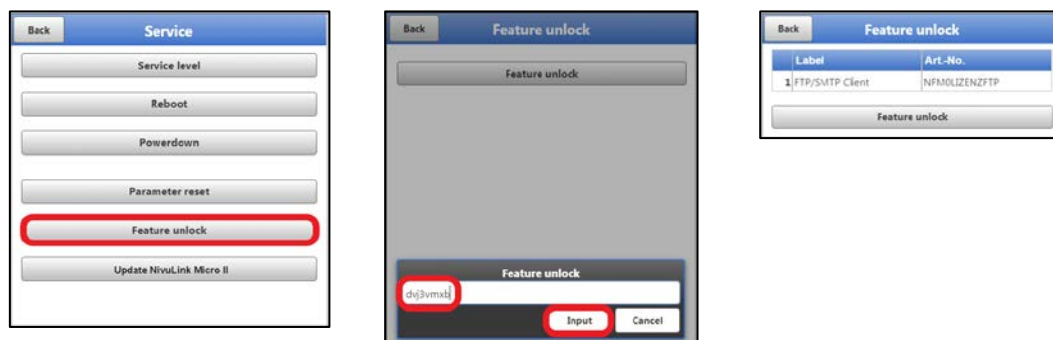 Back Service
Service level
Reboot
Powerdown
Parameter reset
Feature unlock
Update NivuLink Micro II
Back Feature unlock
Feature unlock
Feature unlock
dvj3vmxb
Input Cancel
Back Feature unlock
Label Art.-No.
1 FTP/SMTP Client NFM0LIZENZFTP
Feature unlock